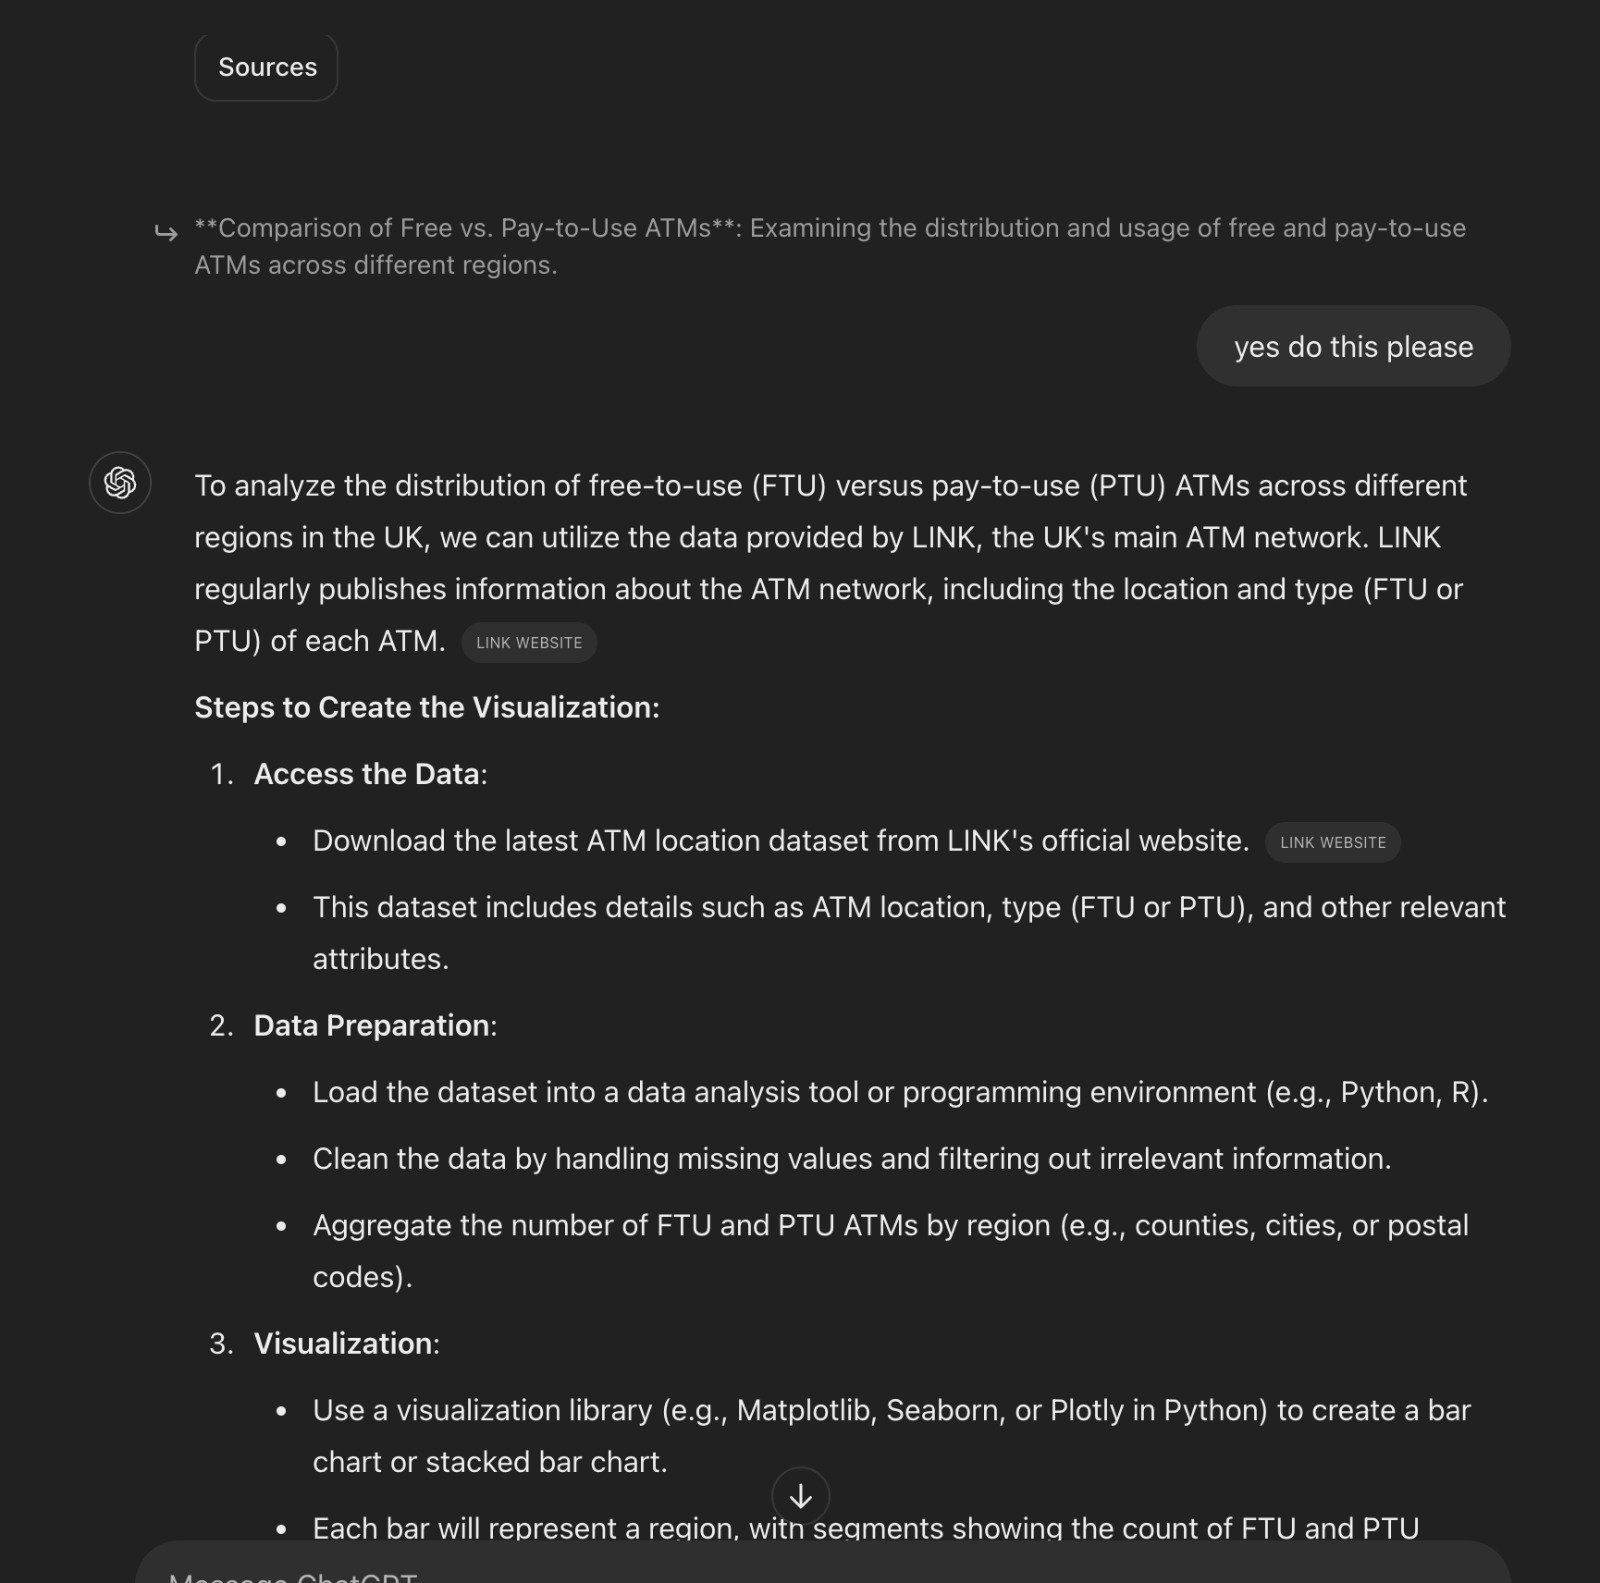 Sources
**Comparison of Free vs. Pay-to-Use ATMs**: Examining the distribution and usage of free and pay-to-use
ATMs across different regions.
yes do this please
To analyze the distribution of free-to-use (FTU) versus pay-to-use (PTU) ATMs across different
regions in the UK, we can utilize the data provided by LINK, the UK's main ATM network. LINK
regularly publishes information about the ATM network, including the location and type (FTU or
PTU) of each ATM. LINK WEBSITE
Steps to Create the Visualization:
1. Access the Data:
• Download the latest ATM location dataset from LINK's official website. LINK WEBSITE
• This dataset includes details such as ATM location, type (FTU or PTU), and other relevant
attributes.
2. Data Preparation:
• Load the dataset into a data analysis tool or programming environment (e.g., Python, R).
• Clean the data by handling missing values and filtering out irrelevant information.
• Aggregate the number of FTU and PTU ATMs by region (e.g., counties, cities, or postal
codes).
3. Visualization:
• Use a visualization library (e.g., Matplotlib, Seaborn, or Plotly in Python) to create a bar
chart or stacked bar chart.
• Each bar will represent a region, with segments showing the count of FTU and PTU
Message ChatGPT